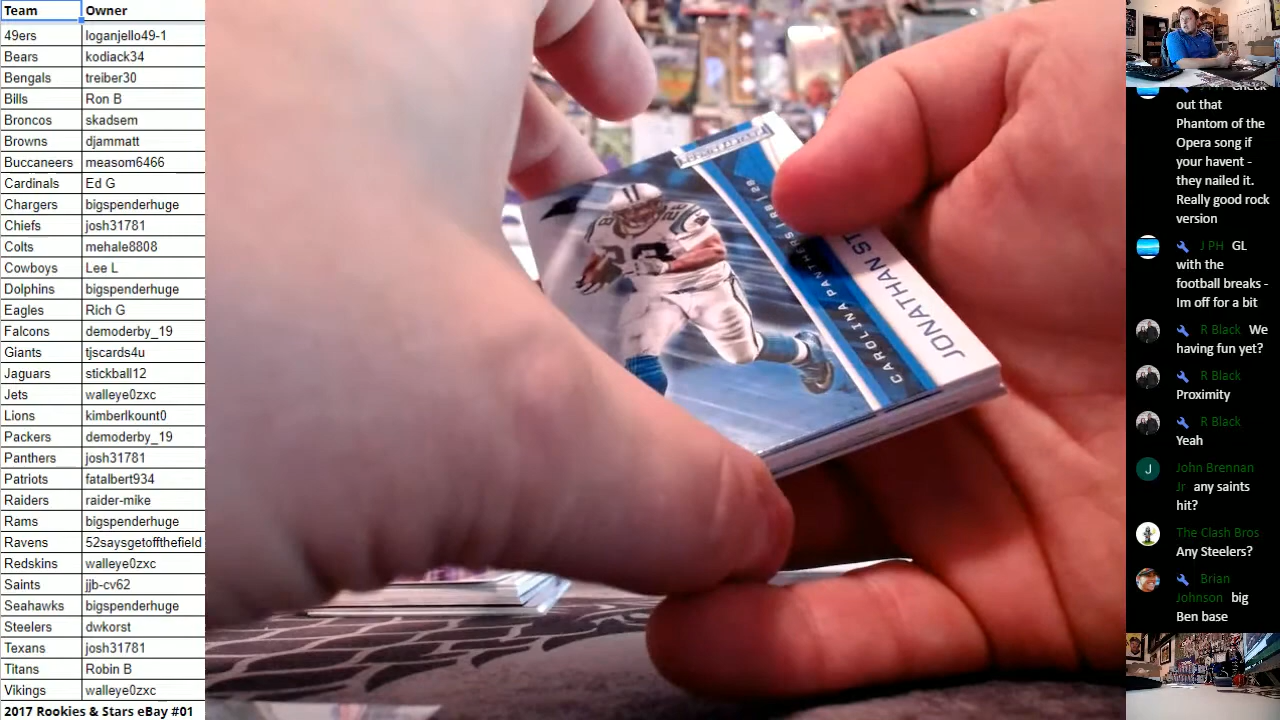 Team Owner
49ers loganjello49-1
Bears kodiack34
Bengals treiber30
Bills Ron B
Broncos skadsem
Browns djammatt
Buccaneers measom6466
Cardinals Ed G
Chargers bigspenderhuge
Chiefs josh31781
Colts mehale8808
Cowboys Lee L
Dolphins bigspenderhuge
Eagles Rich G
Falcons demoderby_19
Giants tjscards4u
Jaguars stickball12
Jets walleye0zxc
Lions kimberlkount0
Packers demoderby_19
Panthers josh31781
Patriots fatalbert934
Raiders raider-mike
Rams bigspenderhuge
Ravens 52saysgetoffthefield
Redskins walleye0zxc
Saints jjb-cv62
Seahawks bigspenderhuge
Steelers dwkorst
Texans josh31781
Titans Robin B
Vikings walleye0zxc
2017 Rookies & Stars eBay #01
CAROLINA PANTHERS | RB | 28
JONATHAN ST
out that
Phantom of the
Opera song if
your havent -
they nailed it.
Really good rock
version
J PH GL
with the
football breaks -
Im off for a bit
R Black We
having fun yet?
R Black
Proximity
R Black
Yeah
J
John Brennan
Jr any saints
hit?
The Clash Bros
Any Steelers?
Brian
Johnson big
Ben base